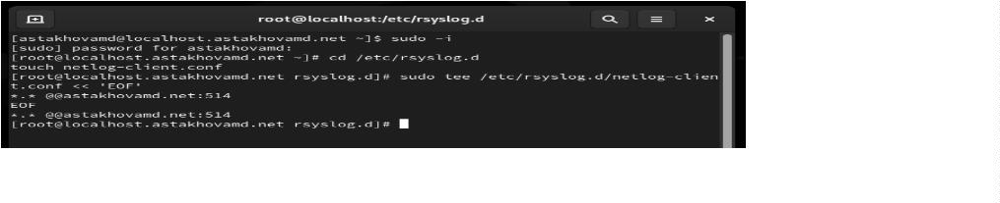 root@localhost:/etc/rsyslog.d
[astakhovamd@localhost.astakhovamd.net ~]$ sudo -i
[sudo] password for astakhovamd:
[root@localhost.astakhovamd.net ~]# cd /etc/rsyslog.d
touch netlog-client.conf
[root@localhost.astakhovamd.net rsyslog.d]# sudo tee /etc/rsyslog.d/netlog-clien
t.conf << 'EOF'
*.* @@astakhovamd.net:514
EOF
*.* @@astakhovamd.net:514
[root@localhost.astakhovamd.net rsyslog.d]#